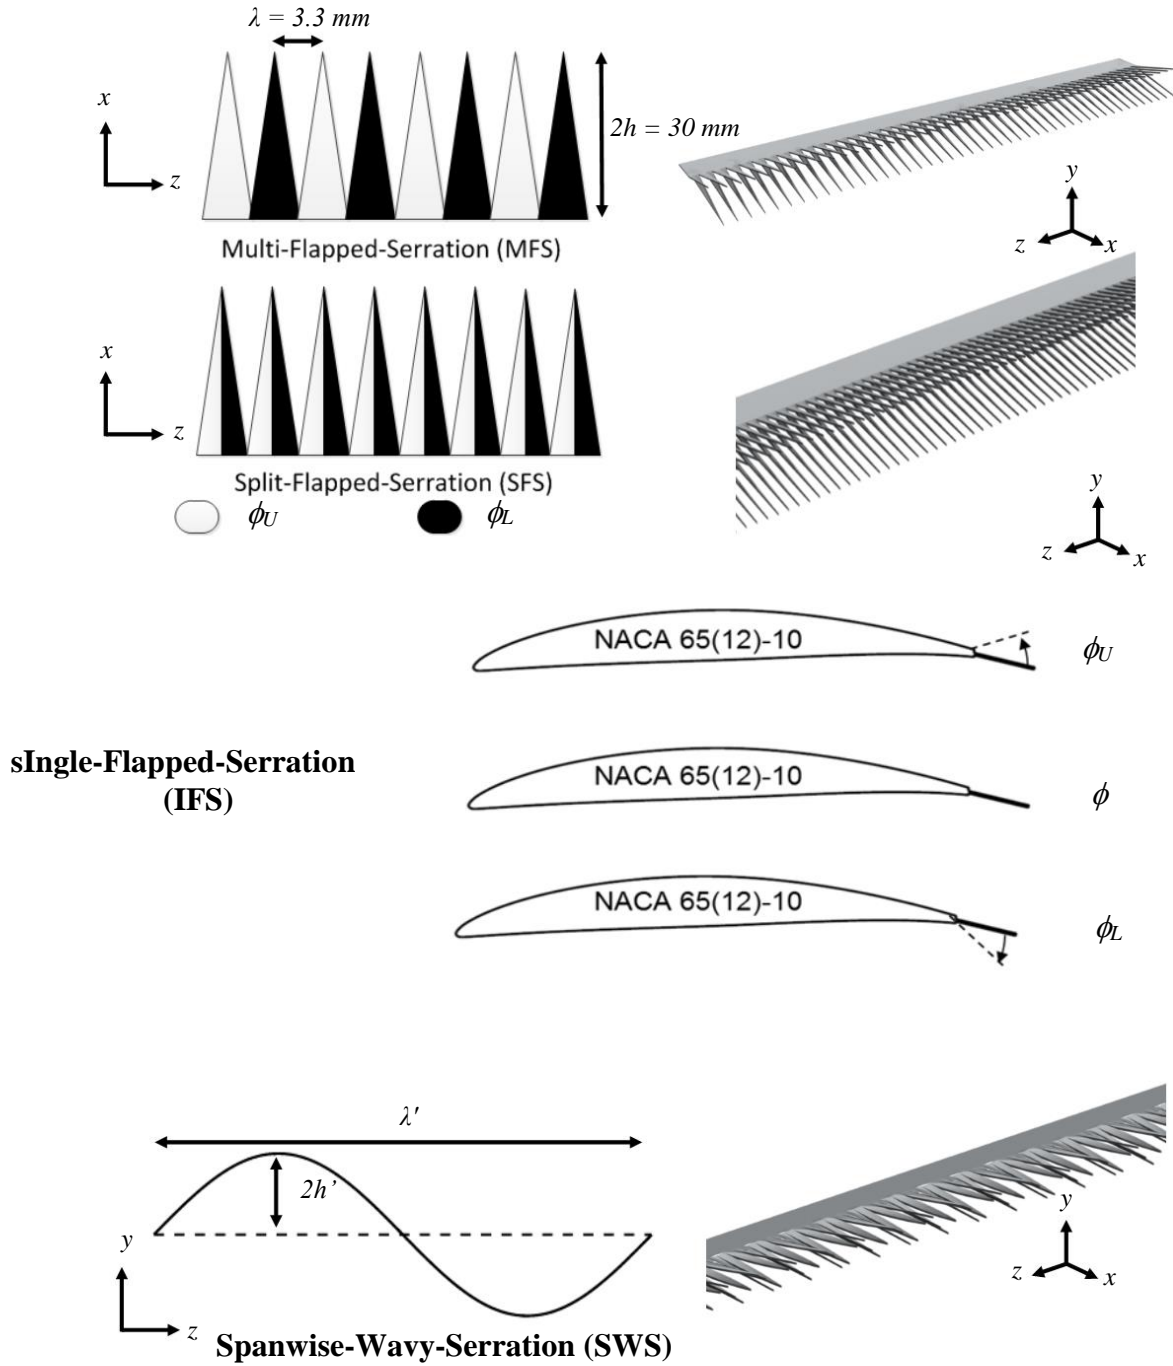 λ = 3.3 mm
x
2h = 30 mm
z
y
z
x
Multi-Flapped-Serration (MFS)
x
z
Split-Flapped-Serration (SFS)
ϕU
ϕL
y
z
x
NACA 65(12)-10
ϕU
sIngle-Flapped-Serration
(IFS)
NACA 65(12)-10
ϕ
NACA 65(12)-10
ϕL
λ′
2h’
y
z
y
z
x
Spanwise-Wavy-Serration (SWS)